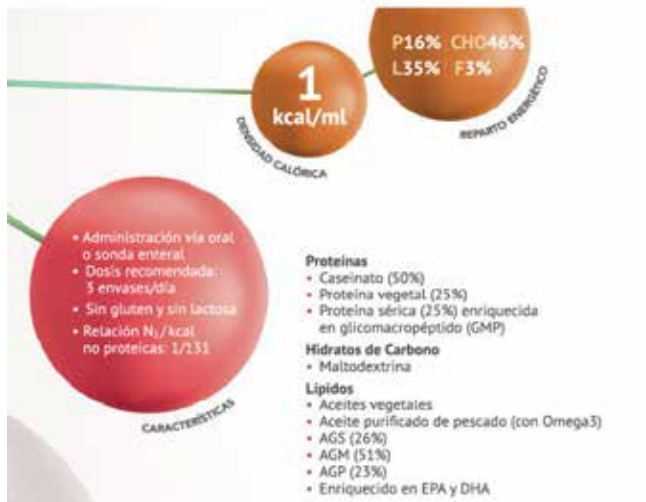 P16% CHO46%
L35% F3%
REPARTO ENERGÉTICO
1
kcal/ml
DENSIDAD CALÓRICA
• Administración vía oral
o sonda enteral
• Dosis recomendada:
3 envases/día
• Sin gluten y sin lactosa
• Relación N₂/kcal
no proteicas: 1/131
CARACTERÍSTICAS
Proteínas
• Caseinato (50%)
• Proteína vegetal (25%)
• Proteína sérica (25%) enriquecida
en glicomacropéptido (GMP)
Hidratos de Carbono
• Maltodextrina
Lípidos
• Aceites vegetales
• Aceite purificado de pescado (con Omega3)
• AGS (26%)
• AGM (51%)
• AGP (23%)
• Enriquecido en EPA y DHA